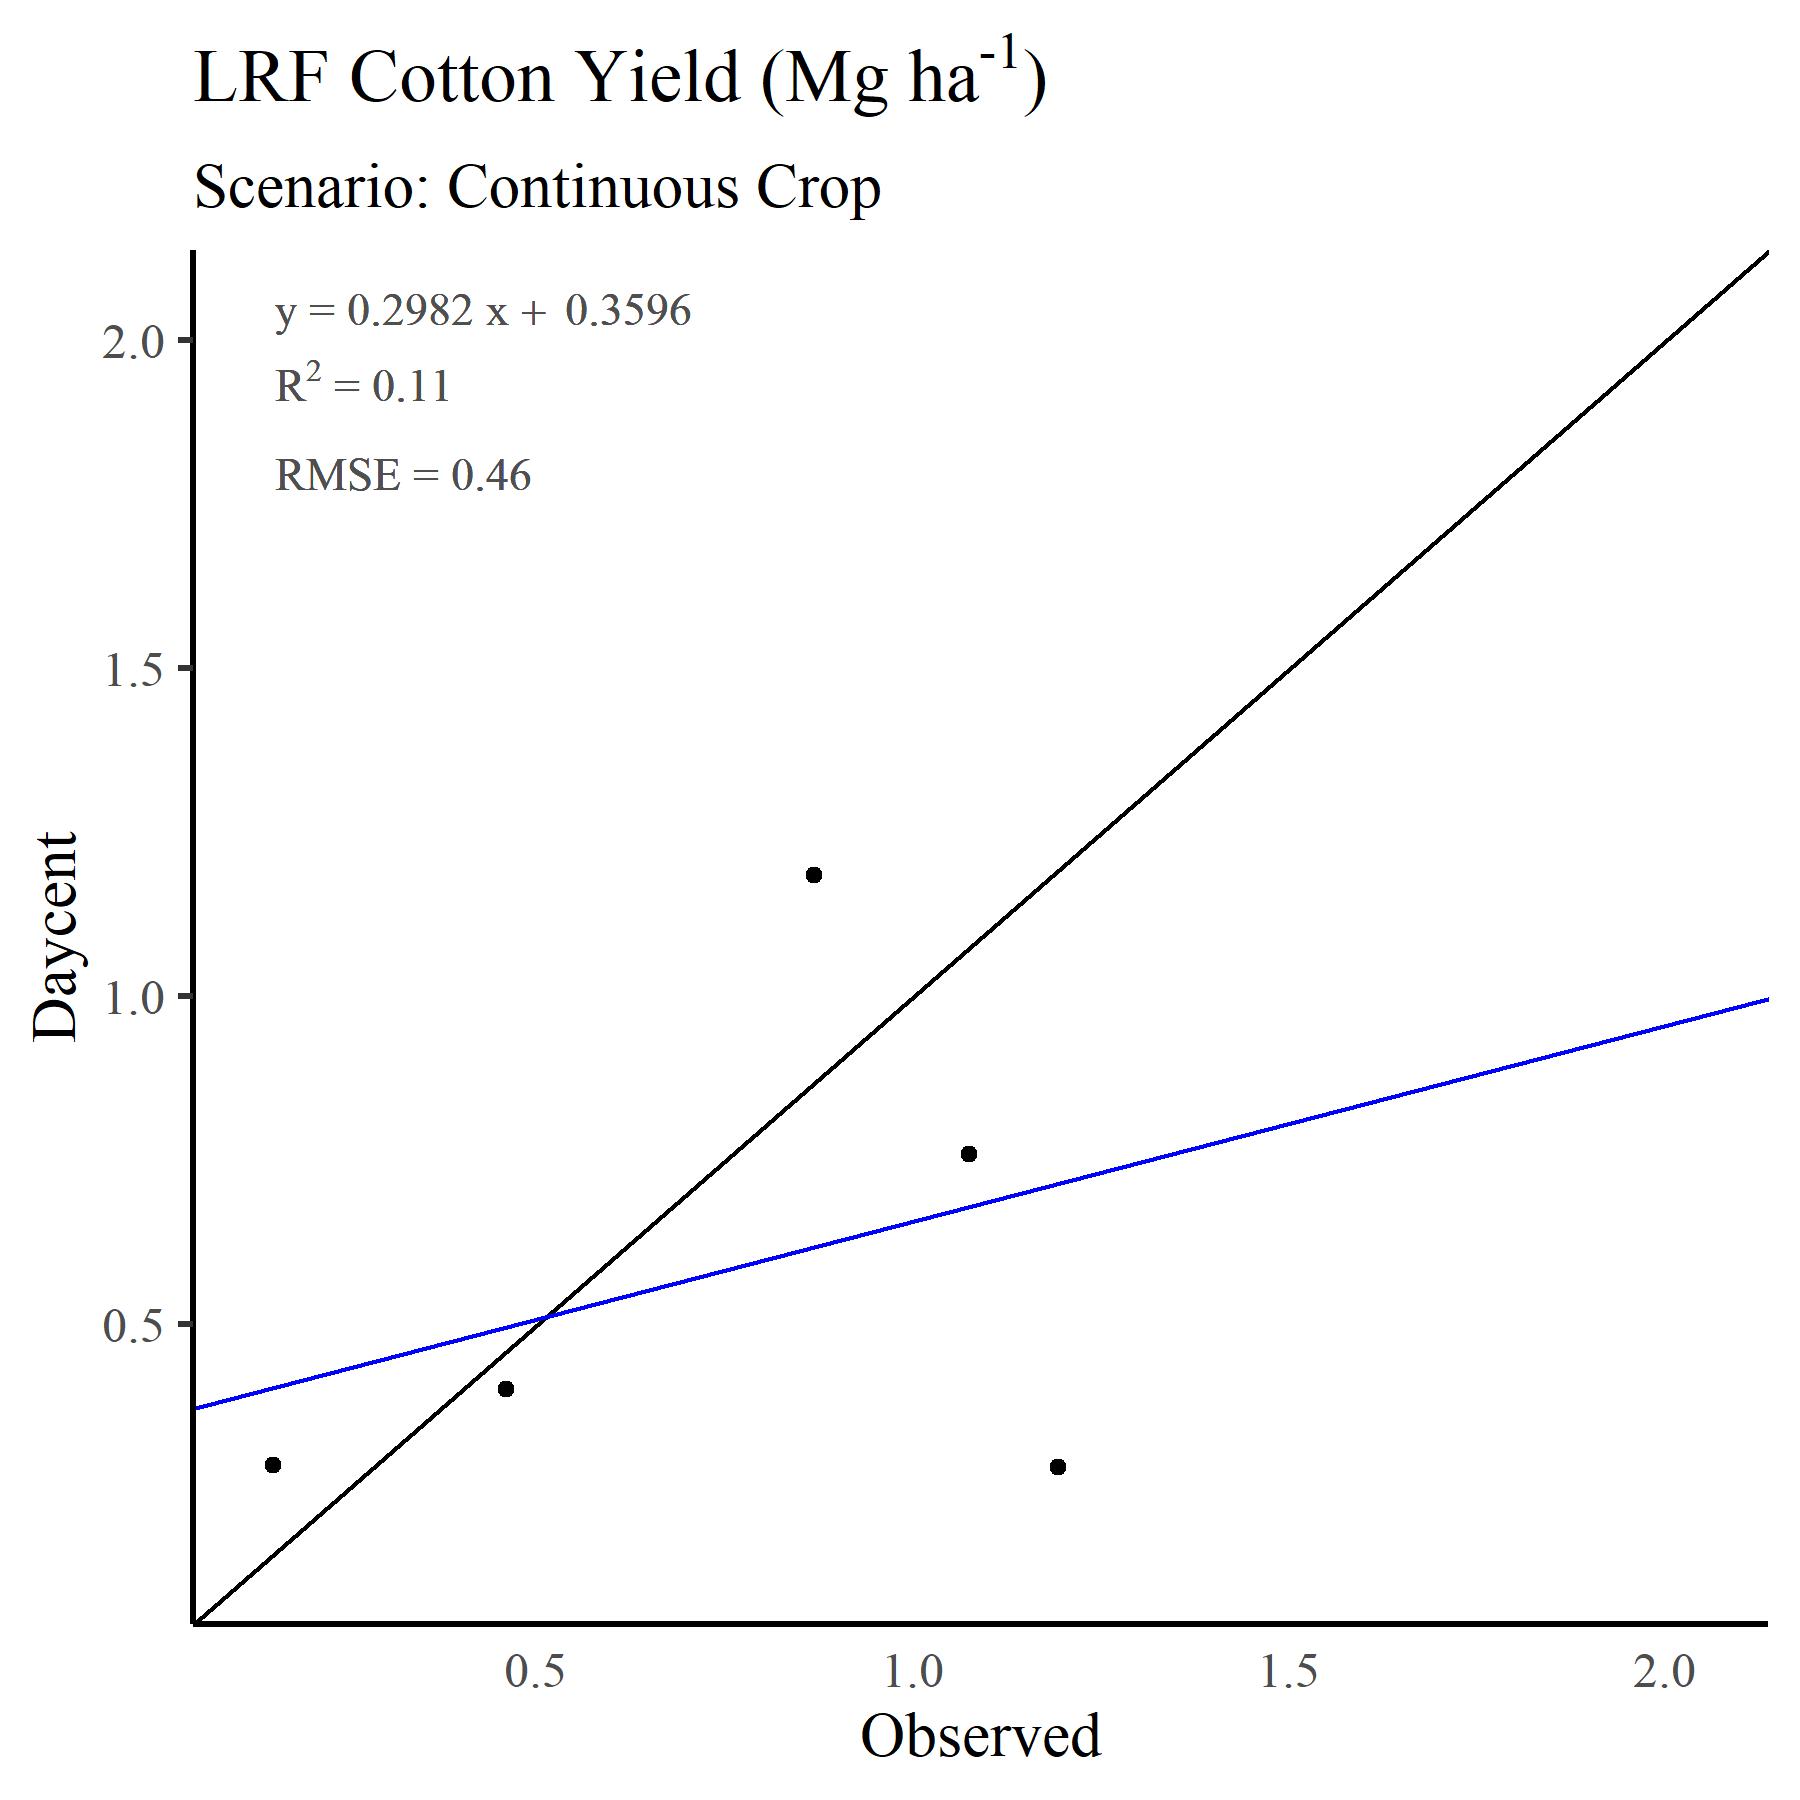 LRF Cotton Yield (Mg ha⁻¹)
Scenario: Continuous Crop
y = 0.2982 x + 0.3596
R² = 0.11
RMSE = 0.46
2.0
1.5
1.0
0.5
Daycent
0.5 1.0 1.5 2.0
Observed